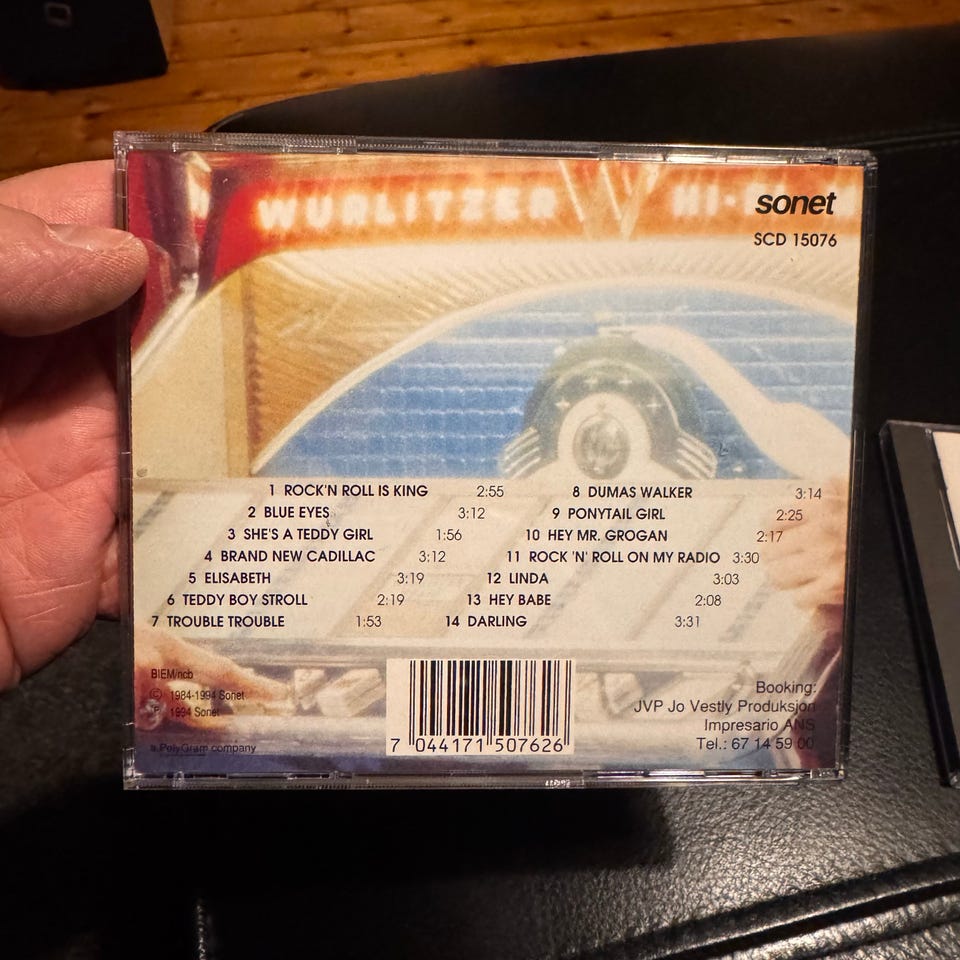 WURLITZER HI-
sonet
SCD 15076
1 ROCK'N ROLL IS KING 2:55
2 BLUE EYES 3:12
3 SHE'S A TEDDY GIRL 1:56
4 BRAND NEW CADILLAC 3:12
5 ELISABETH 3:19
6 TEDDY BOY STROLL 2:19
7 TROUBLE TROUBLE 1:53
8 DUMAS WALKER 3:14
9 PONYTAIL GIRL 2:25
10 HEY MR. GROGAN 2:17
11 ROCK 'N' ROLL ON MY RADIO 3:30
12 LINDA 3:03
13 HEY BABE 2:08
14 DARLING 3:31
BIEM/ncb
© 1984-1994 Sonet
℗ 1994 Sonet
a PolyGram company
7 044171 507626
Booking:
JVP Jo Vestly Produksjon
Impresario ANS
Tel.: 67 14 59 00